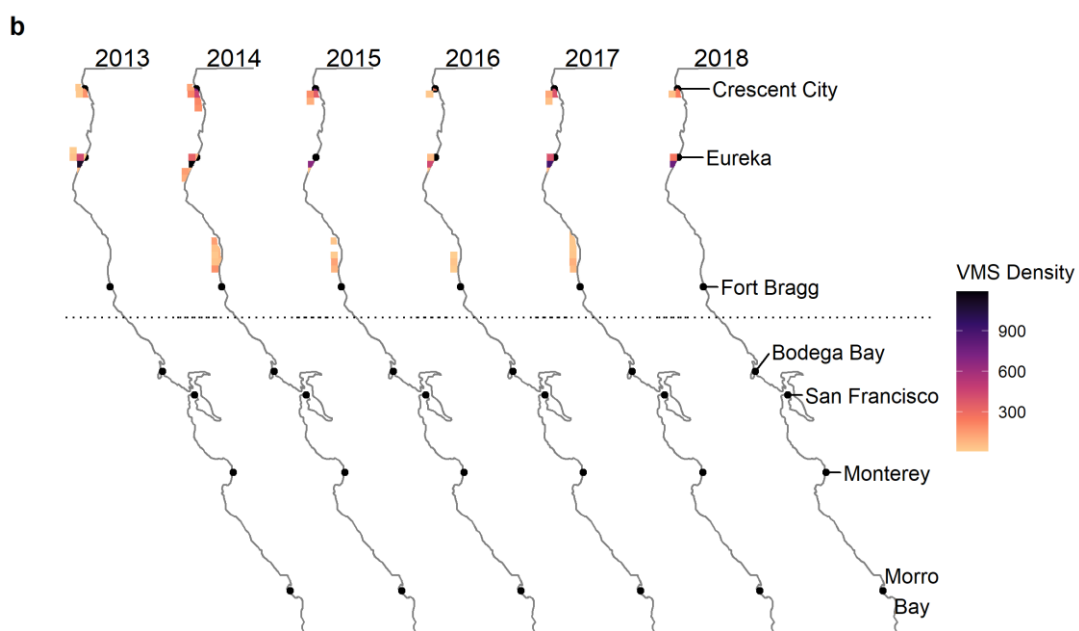 b
2013 2014 2015 2016 2017 2018
Crescent City
Eureka
Fort Bragg
Bodega Bay
San Francisco
Monterey
Morro
Bay
VMS Density
900
600
300